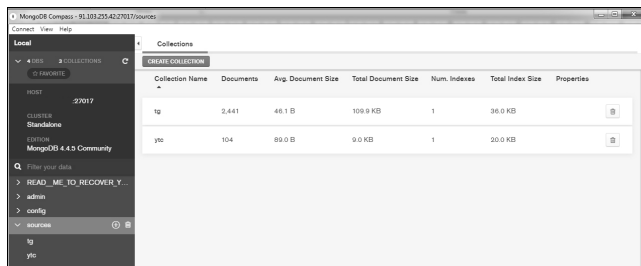 MongoDB Compass - 91.103.255.42:27017/sources
Connect View Help
Local
4 DBS 3 COLLECTIONS
FAVORITE
HOST
:27017
CLUSTER
Standalone
EDITION
MongoDB 4.4.5 Community
Filter your data
READ__ME_TO_RECOVER_Y...
admin
config
sources
tg
ytc
Collections
CREATE COLLECTION
Collection Name Documents Avg. Document Size Total Document Size Num. Indexes Total Index Size Properties
tg 2,441 46.1 B 109.9 KB 1 36.0 KB
ytc 104 89.0 B 9.0 KB 1 20.0 KB